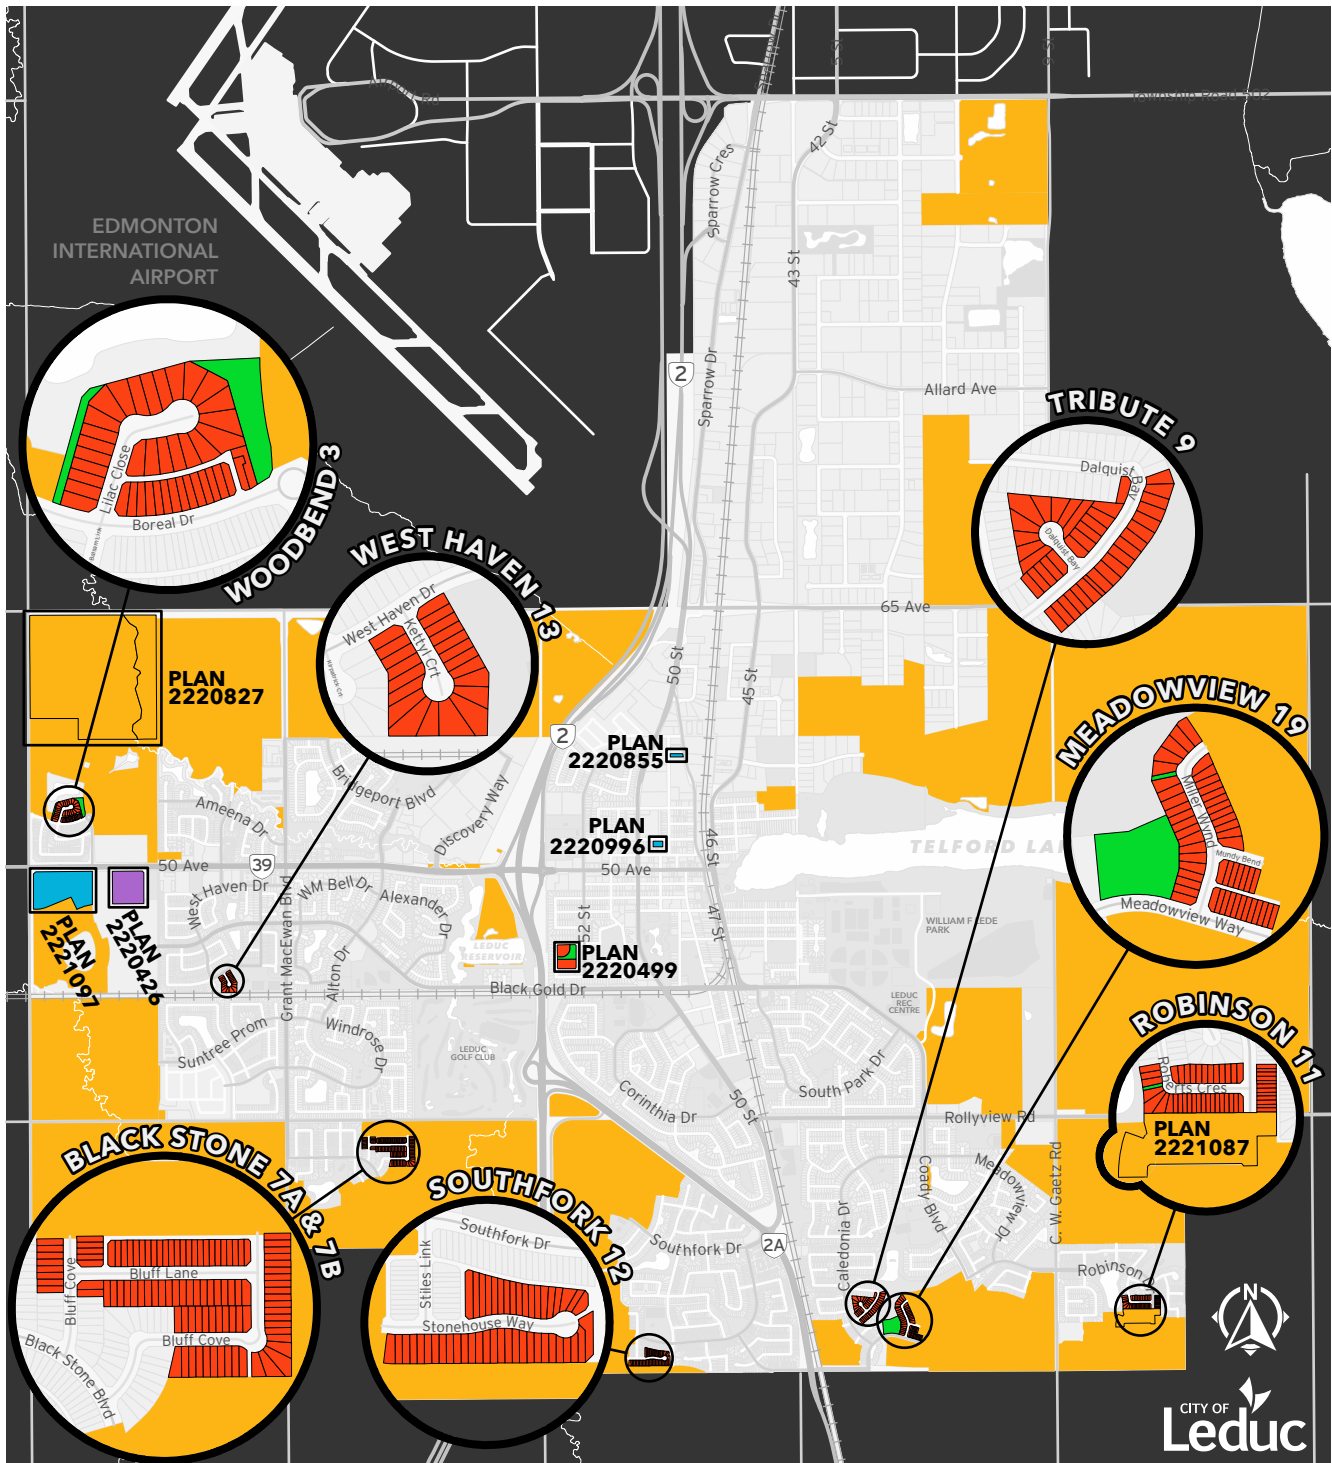 Airport Rd
Township Road 502
Sparrow Dr
42 St
Sparrow Cres
43 St
EDMONTON
INTERNATIONAL
AIRPORT
2
Sparrow Dr
Allard Ave
TRIBUTE 9
Dalquist Bay
Dalquist Bay
Lilac Close
Boreal Dr
WOODBEND 3
WEST HAVEN 13
West Haven Dr
Kettyl Crt
65 Ave
PLAN
2220827
50 St
45 St
MEADOWVIEW 19
Miller Wynd
Mundy Bend
Meadowview Way
2
PLAN
2220855
Bridgeport Blvd
Discovery Way
Ameena Dr
PLAN
2220996
46 St
TELFORD LA
50 Ave
39
50 Ave
West Haven Dr
WM Bell Dr
Alexander Dr
Grant MacEwan Blvd
52 St
47 St
WILLIAM F LEDE
PARK
PLAN
2221097
PLAN
2220426
LEDUC
RESERVOIR
PLAN
2220499
Alton Dr
Black Gold Dr
LEDUC
REC
CENTRE
ROBINSON 11
Roberts Cres
PLAN
2221087
Suntree Prom
Windrose Dr
LEDUC
GOLF CLUB
Corinthia Dr
50 St
South Park Dr
Rollyview Rd
C. W. Gaetz Rd
Coady Blvd
Meadowview Dr
BLACK STONE 7A & 7B
Bluff Cove
Bluff Lane
Bluff Cove
Black Stone Blvd
SOUTHFORK 12
Southfork Dr
Stiles Link
Stonehouse Way
Southfork Dr
2A
Caledonia Dr
Robinson
N
CITY OF
Leduc